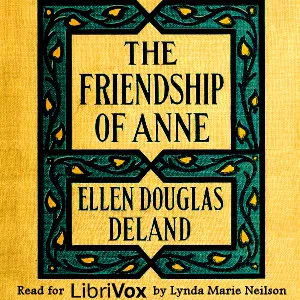 THE
FRIENDSHIP
OF ANNE
ELLEN DOUGLAS
DELAND
Read for LibriVox by Lynda Marie Neilson